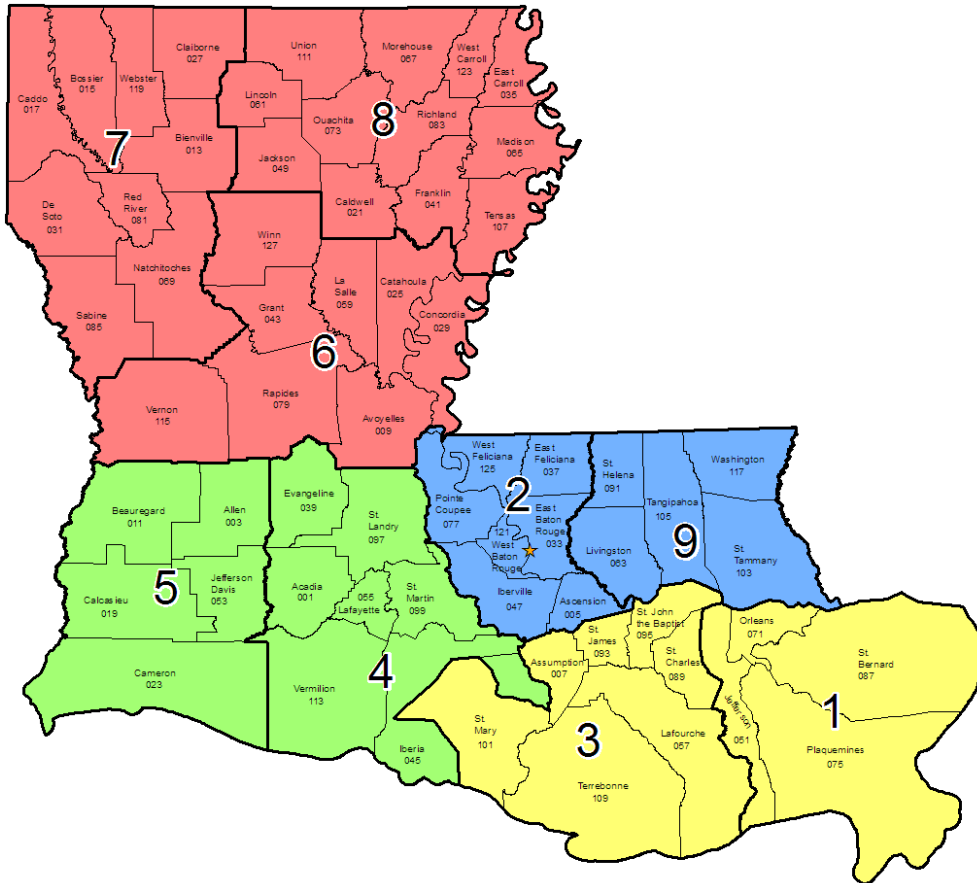 Claiborne
027
Union
111
Morehouse
067
West
Carroll
123
East
Carroll
035
Bossier
015
Webster
119
Caddo
017
Lincoln
061
Ouachita
073
8
Richland
083
7
Bienville
013
Madison
065
Jackson
049
Caldwell
021
Franklin
041
Tensas
107
De
Soto
031
Red
River
081
Winn
127
Natchitoches
069
La
Salle
059
Catahoula
025
Concordia
029
Sabine
085
Grant
043
6
Rapides
079
Vernon
115
Avoyelles
009
West
Feliciana
125
East
Feliciana
037
St.
Helena
091
Washington
117
Evangeline
039
Beauregard
011
Allen
003
St.
Landry
097
Pointe
Coupee
077
2
121
West
Baton
Rouge
East
Baton
Rouge
033
Tangipahoa
105
9
Livingston
063
St.
Tammany
103
5
Calcasieu
019
Jefferson
Davis
053
Acadia
001
055
Lafayette
St.
Martin
099
Iberville
047
Ascension
005
St.
James
093
St. John
the Baptist
095
Orleans
071
Assumption
007
St.
Charles
089
St.
Bernard
087
Cameron
023
Vermilion
113
4
St.
Mary
101
3
Lafourche
057
Jefferson
051
1
Plaquemines
075
Iberia
045
Terrebonne
109